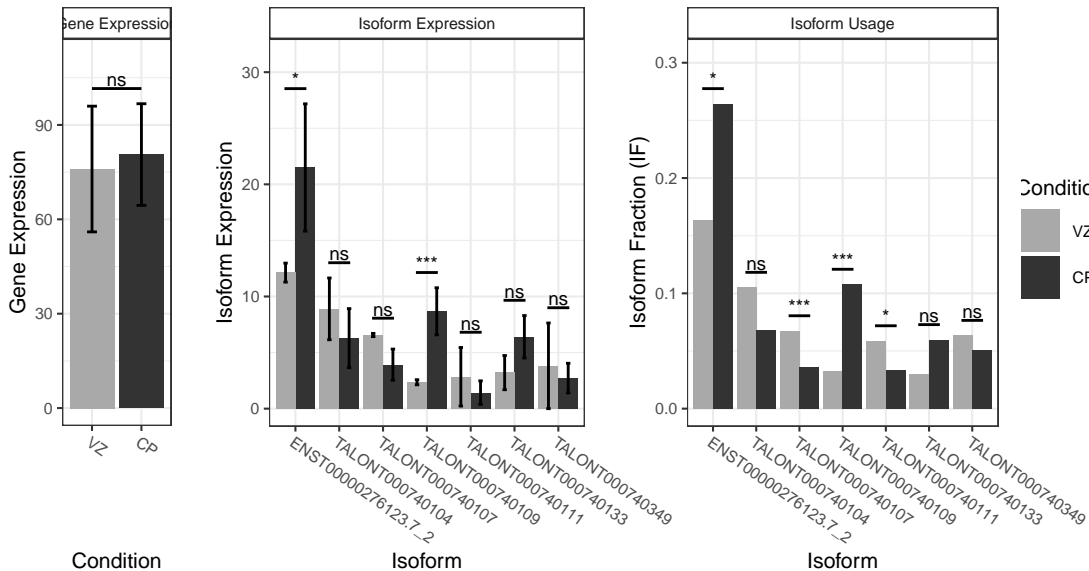 Gene Expression
Isoform Expression
Isoform Usage
Gene Expression
90
60
30
0
ns
VZ
CP
Condition
Isoform Expression
30
20
10
0
*
ns
ns
***
ns
ns
ns
ENST00000276123.7_2
TALONT000740104
TALONT000740107
TALONT000740109
TALONT000740111
TALONT000740133
TALONT000740349
Isoform
Isoform Fraction (IF)
0.3
0.2
0.1
0.0
*
ns
***
***
*
ns
ns
ENST00000276123.7_2
TALONT000740104
TALONT000740107
TALONT000740109
TALONT000740111
TALONT000740133
TALONT000740349
Isoform
Condition
VZ
CP